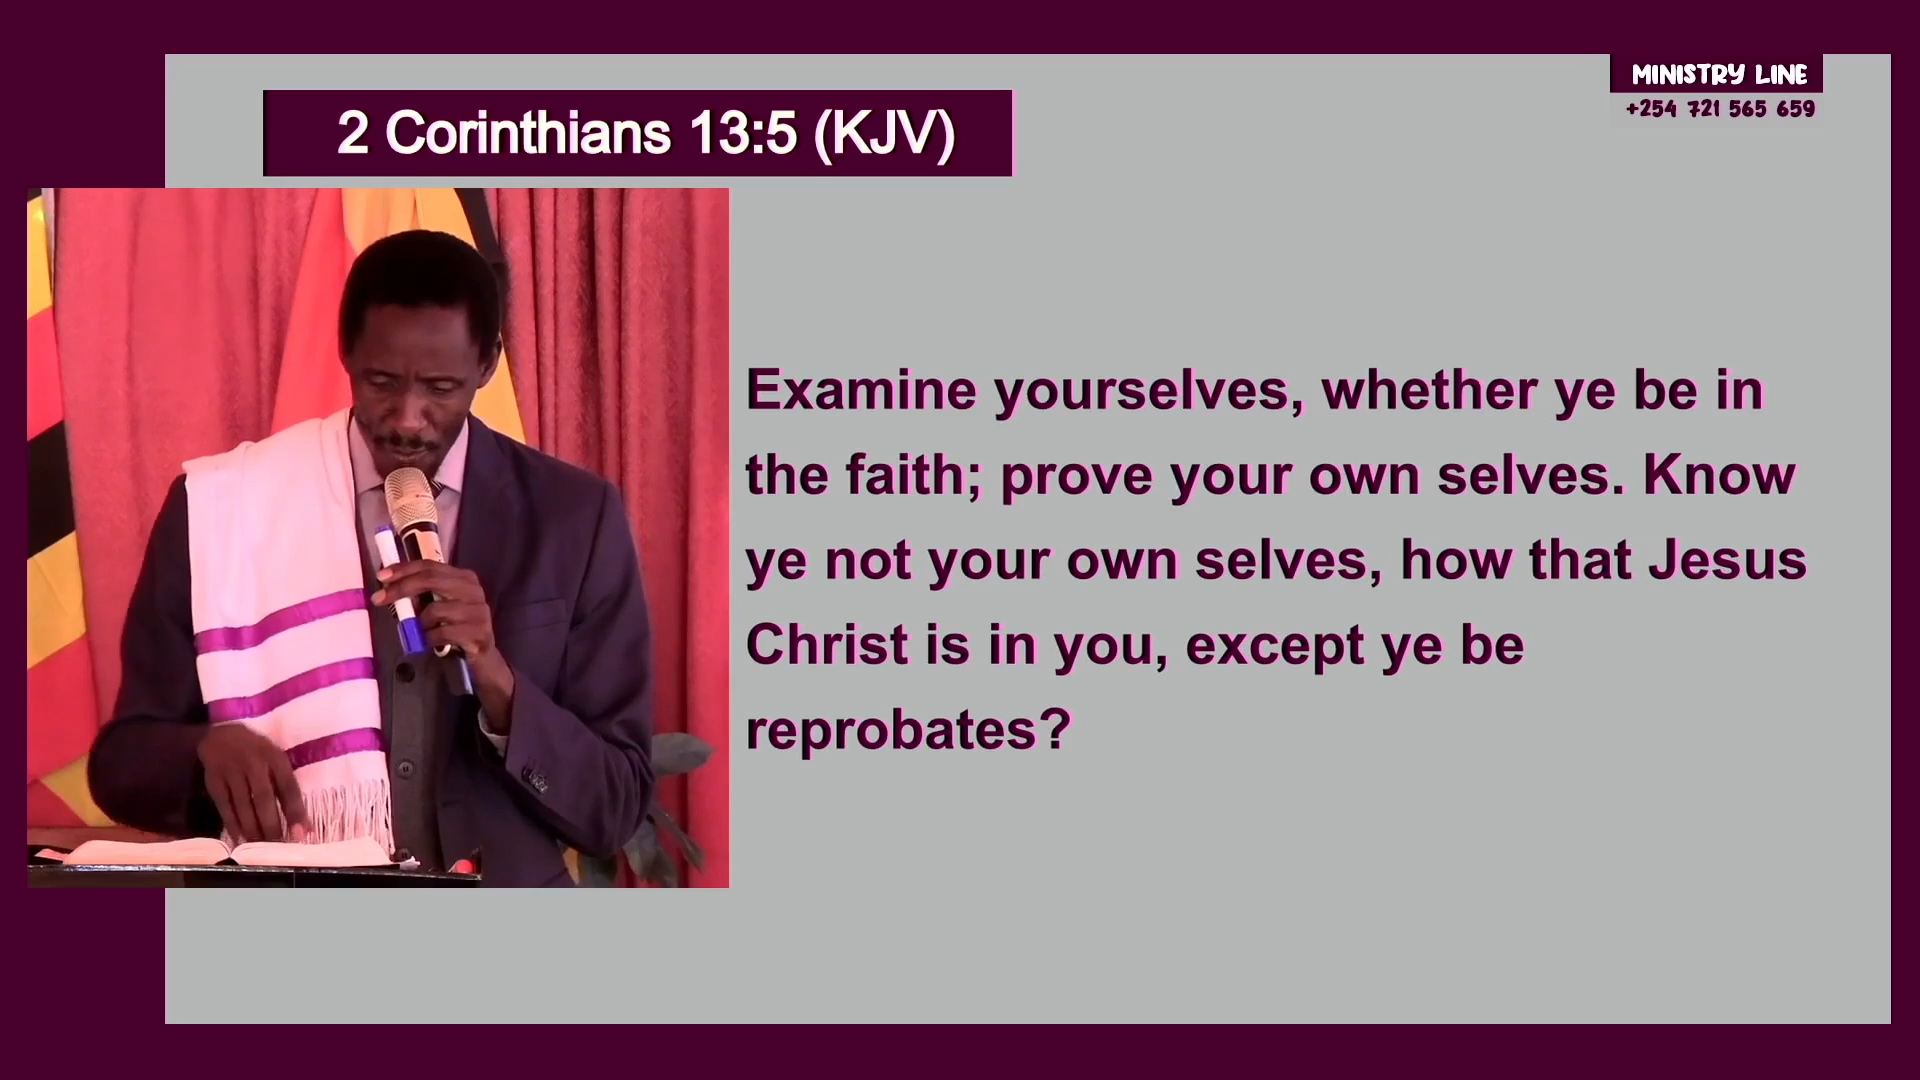 MINISTRY LINE
+254 721 565 659
2 Corinthians 13:5 (KJV)
Examine yourselves, whether ye be in
the faith; prove your own selves. Know
ye not your own selves, how that Jesus
Christ is in you, except ye be
reprobates?